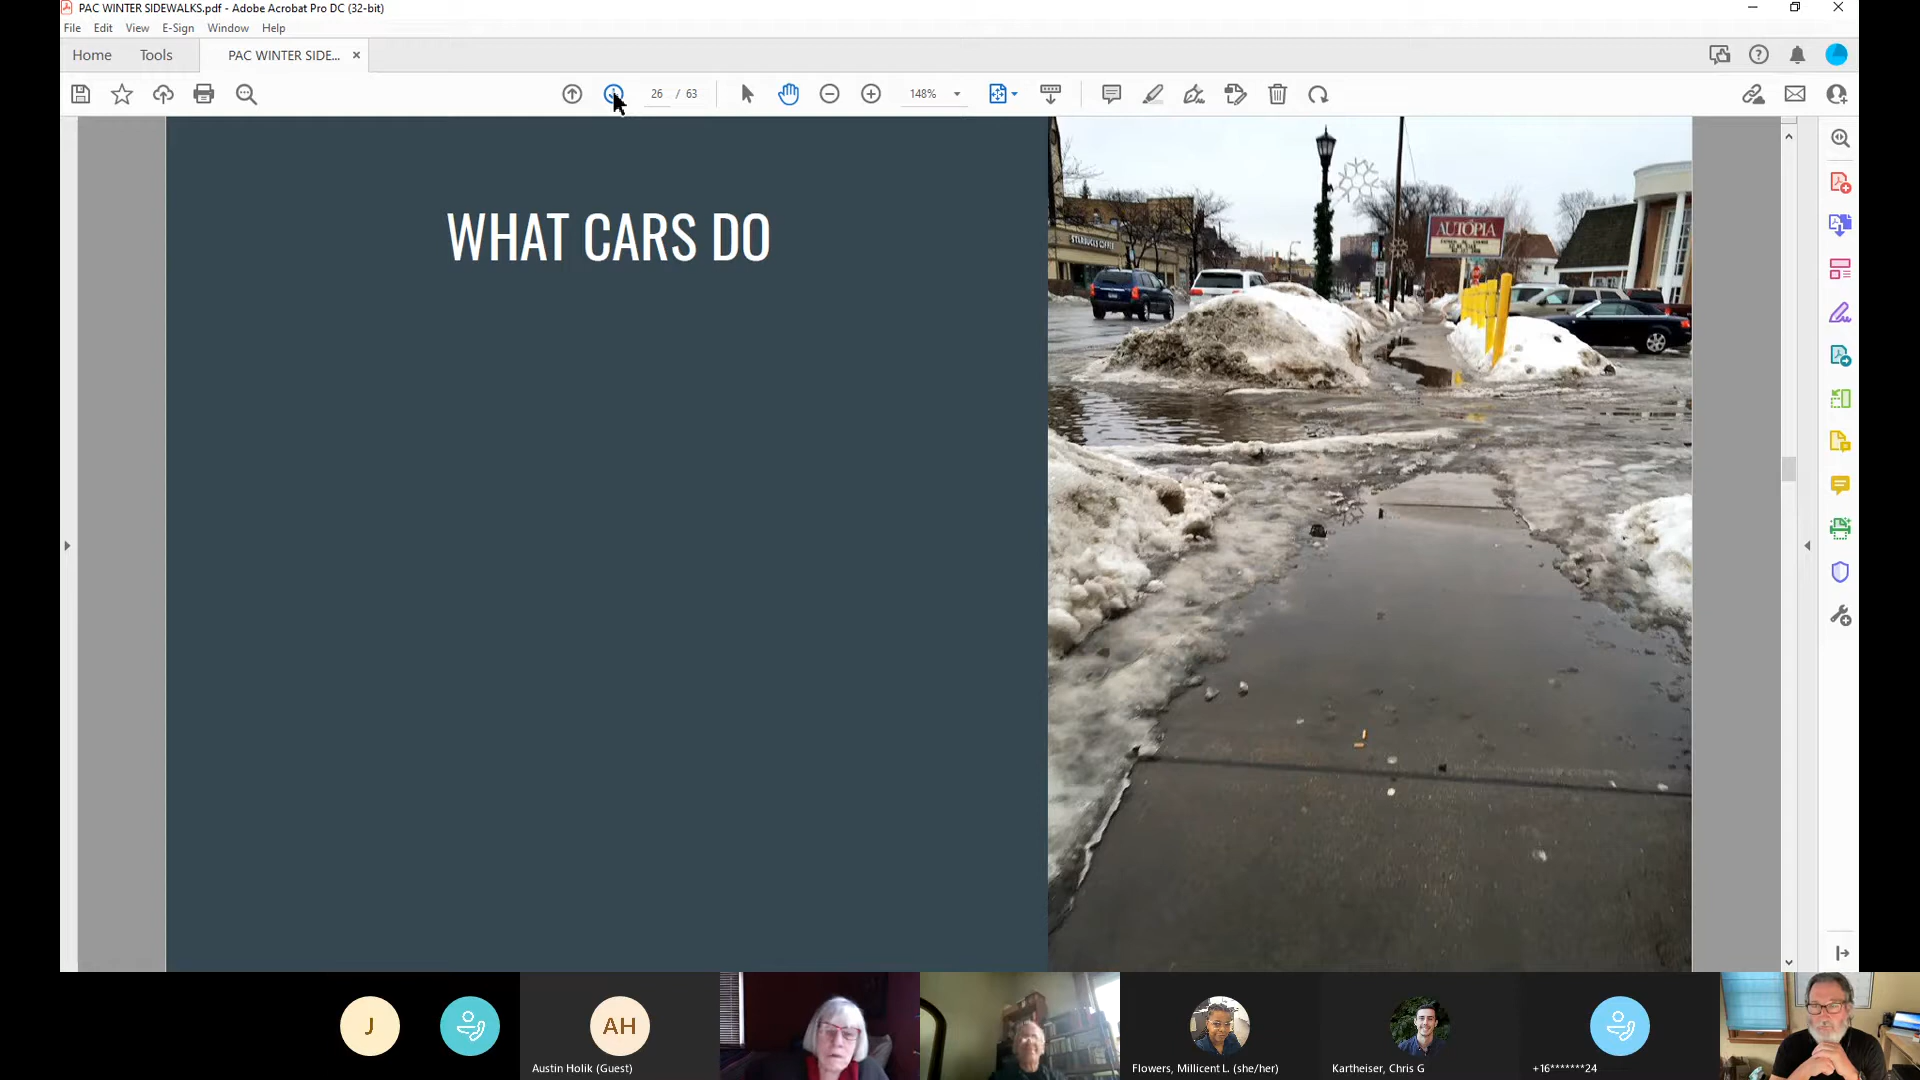 PAC WINTER SIDEWALKS.pdf - Adobe Acrobat Pro DC (32-bit)
File Edit View E-Sign Window Help
Home Tools PAC WINTER SIDE... ×
26 / 63 148%
WHAT CARS DO
STARBUCKS COFFEE
AUTOPIA
J
AH
Austin Holik (Guest)
Flowers, Millicent L. (she/her)
Kartheiser, Chris G
+16*******24